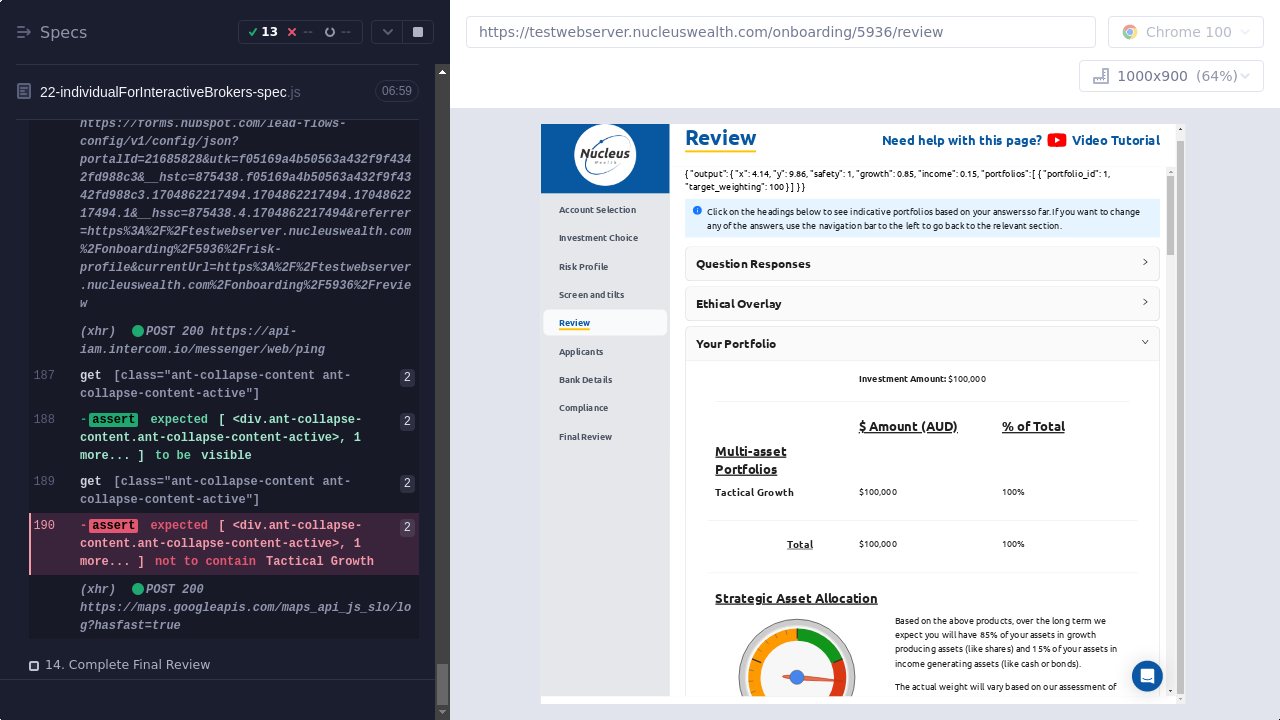 Specs
13
--
--
https://testwebserver.nucleuswealth.com/onboarding/5936/review
Chrome 100
1000x900 (64%)
22-individualForInteractiveBrokers-spec.js
06:59
https://forms.hubspot.com/lead-flows-
config/v1/config/json?
portalId=21685828&utk=f05169a4b50563a432f9f434
2fd988c3&__hstc=875438.f05169a4b50563a432f9f43
42fd988c3.1704862217494.1704862217494.17048622
17494.1&__hssc=875438.4.1704862217494&referrer
=https%3A%2F%2Ftestwebserver.nucleuswealth.com
%2Fonboarding%2F5936%2Frisk-
profile&currentUrl=https%3A%2F%2Ftestwebserver
.nucleuswealth.com%2Fonboarding%2F5936%2Frevie
w
(xhr) POST 200 https://api-
iam.intercom.io/messenger/web/ping
187 get [class="ant-collapse-content ant-
collapse-content-active"]
2
188 -assert expected [ <div.ant-collapse-
content.ant-collapse-content-active>, 1
more... ] to be visible
2
189 get [class="ant-collapse-content ant-
collapse-content-active"]
2
190 -assert expected [ <div.ant-collapse-
content.ant-collapse-content-active>, 1
more... ] not to contain Tactical Growth
2
(xhr) POST 200
https://maps.googleapis.com/maps_api_js_slo/lo
g?hasfast=true
14. Complete Final Review
Nucleus
Wealth
Account Selection
Investment Choice
Risk Profile
Screen and tilts
Review
Applicants
Bank Details
Compliance
Final Review
Review
Need help with this page? Video Tutorial
{ "output": { "x": 4.14, "y": 9.86, "safety": 1, "growth": 0.85, "income": 0.15, "portfolios": [ { "portfolio_id": 1,
"target_weighting": 100 } ] } }
Click on the headings below to see indicative portfolios based on your answers so far. If you want to change
any of the answers, use the navigation bar to the left to go back to the relevant section.
Question Responses
Ethical Overlay
Your Portfolio
Investment Amount: $100,000
$ Amount (AUD) % of Total
Multi-asset
Portfolios
Tactical Growth $100,000 100%
Total $100,000 100%
Strategic Asset Allocation
Based on the above products, over the long term we
expect you will have 85% of your assets in growth
producing assets (like shares) and 15% of your assets in
income generating assets (like cash or bonds).
The actual weight will vary based on our assessment of